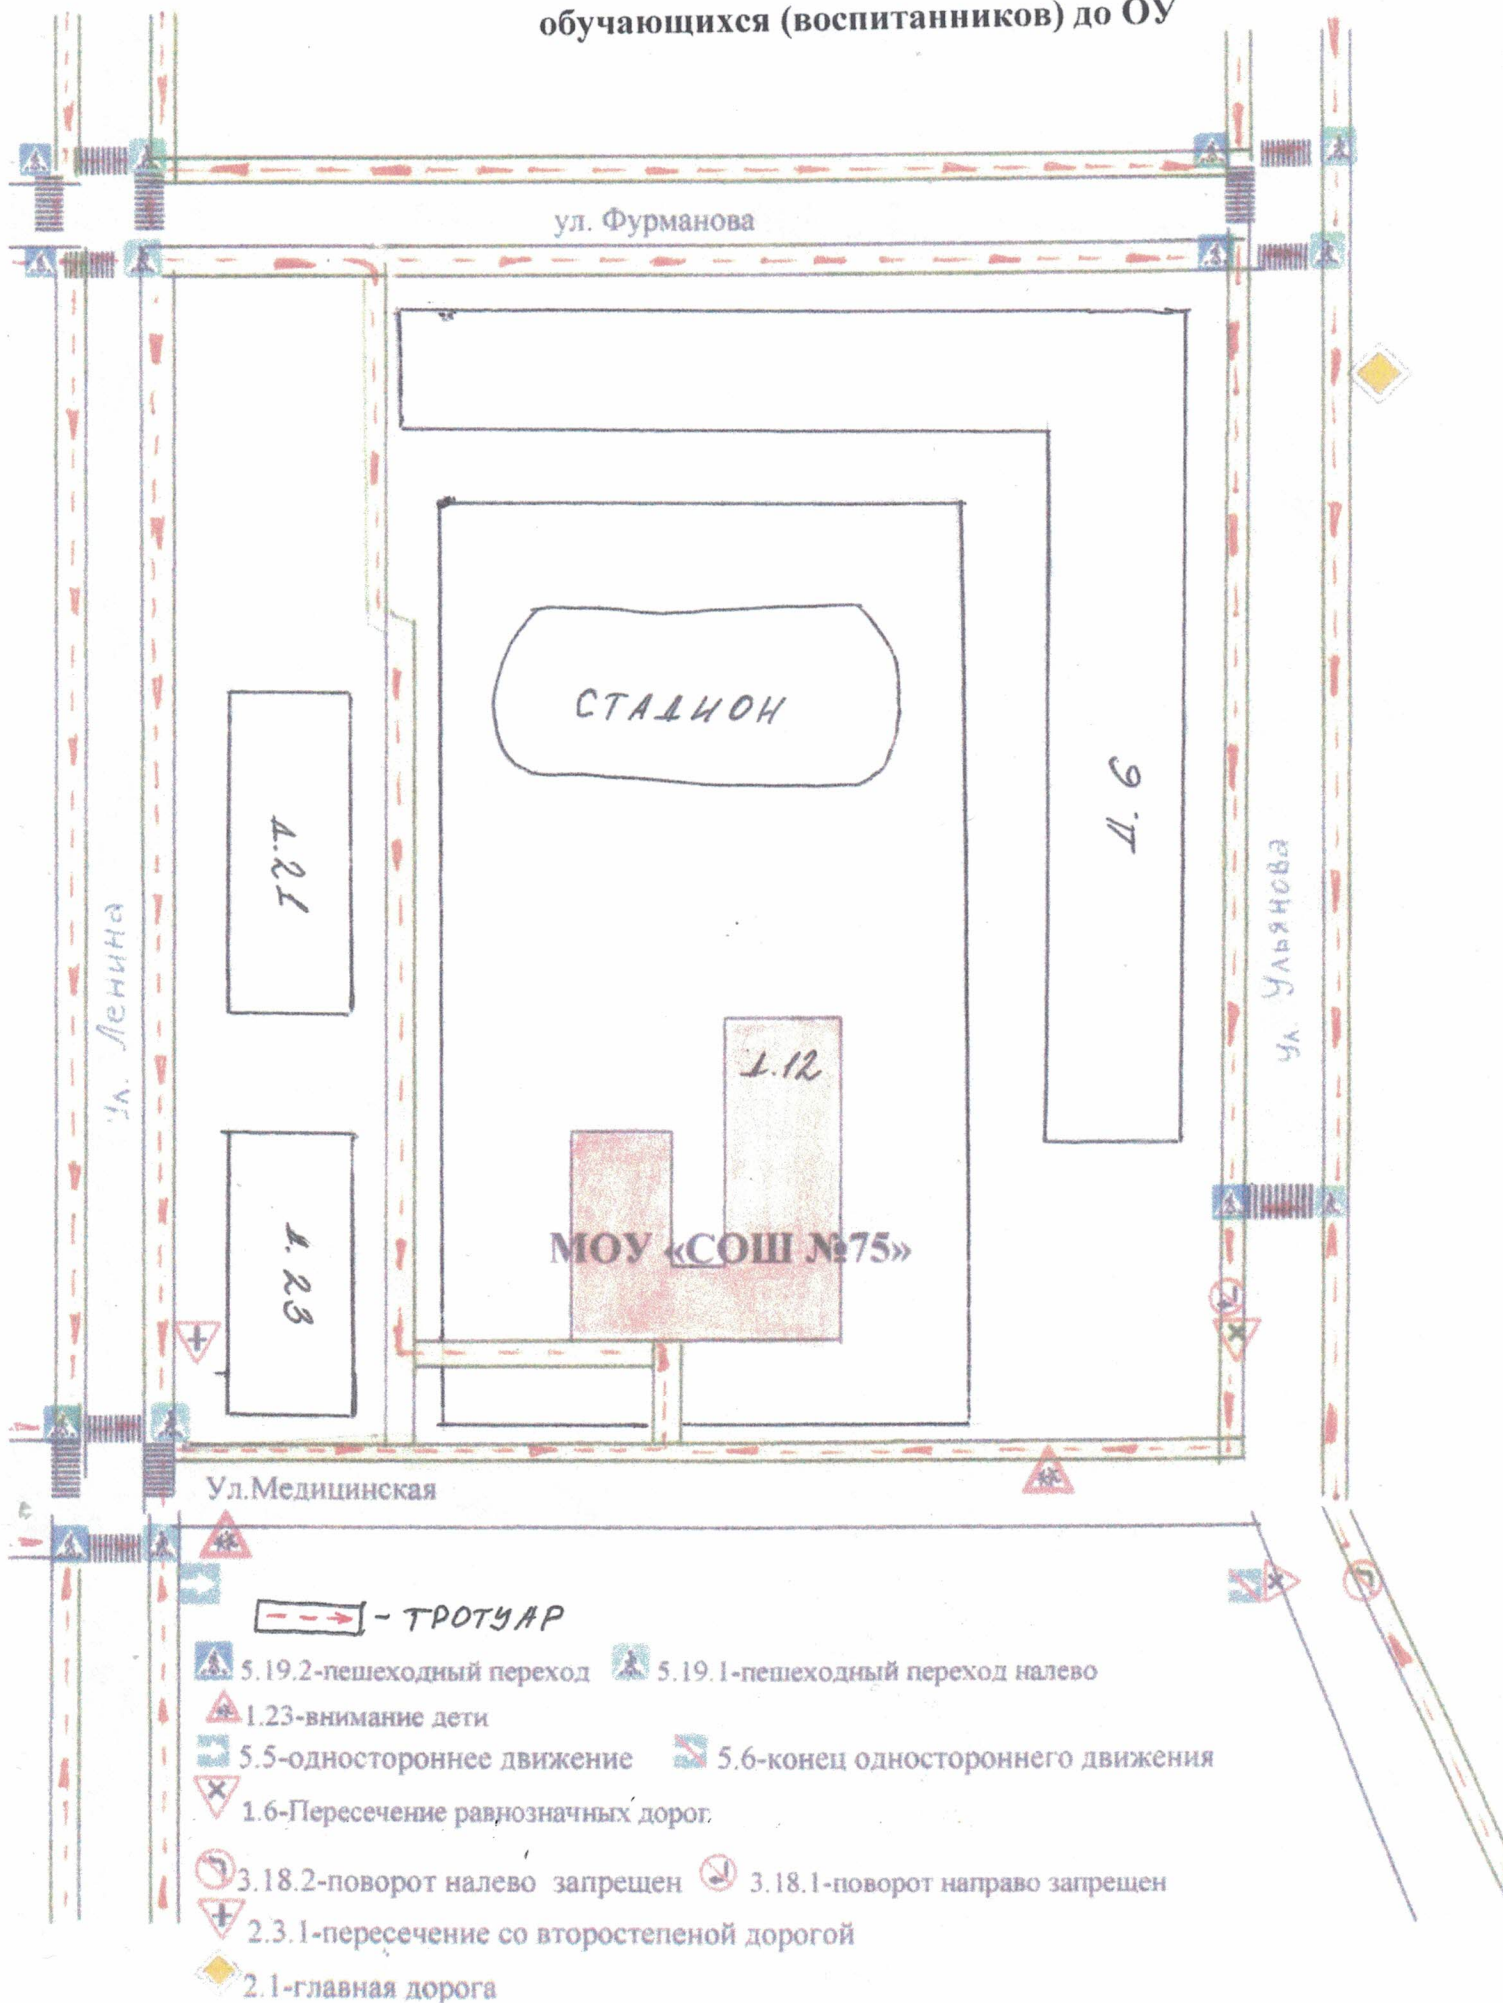 обучающихся (воспитанников) до ОУ
ул. Фурманова
СТАДИОН
д. 9
д.21
ул. Ленина
ул. Ульянова
д.12
МОУ «СОШ №75»
д. 23
Ул.Медицинская
- ТРОТУАР
5.19.2-пешеходный переход 5.19.1-пешеходный переход налево
1.23-внимание дети
5.5-одностороннее движение 5.6-конец одностороннего движения
1.6-Пересечение равнозначных дорог.
3.18.2-поворот налево запрещен 3.18.1-поворот направо запрещен
2.3.1-пересечение со второстепеной дорогой
2.1-главная дорога